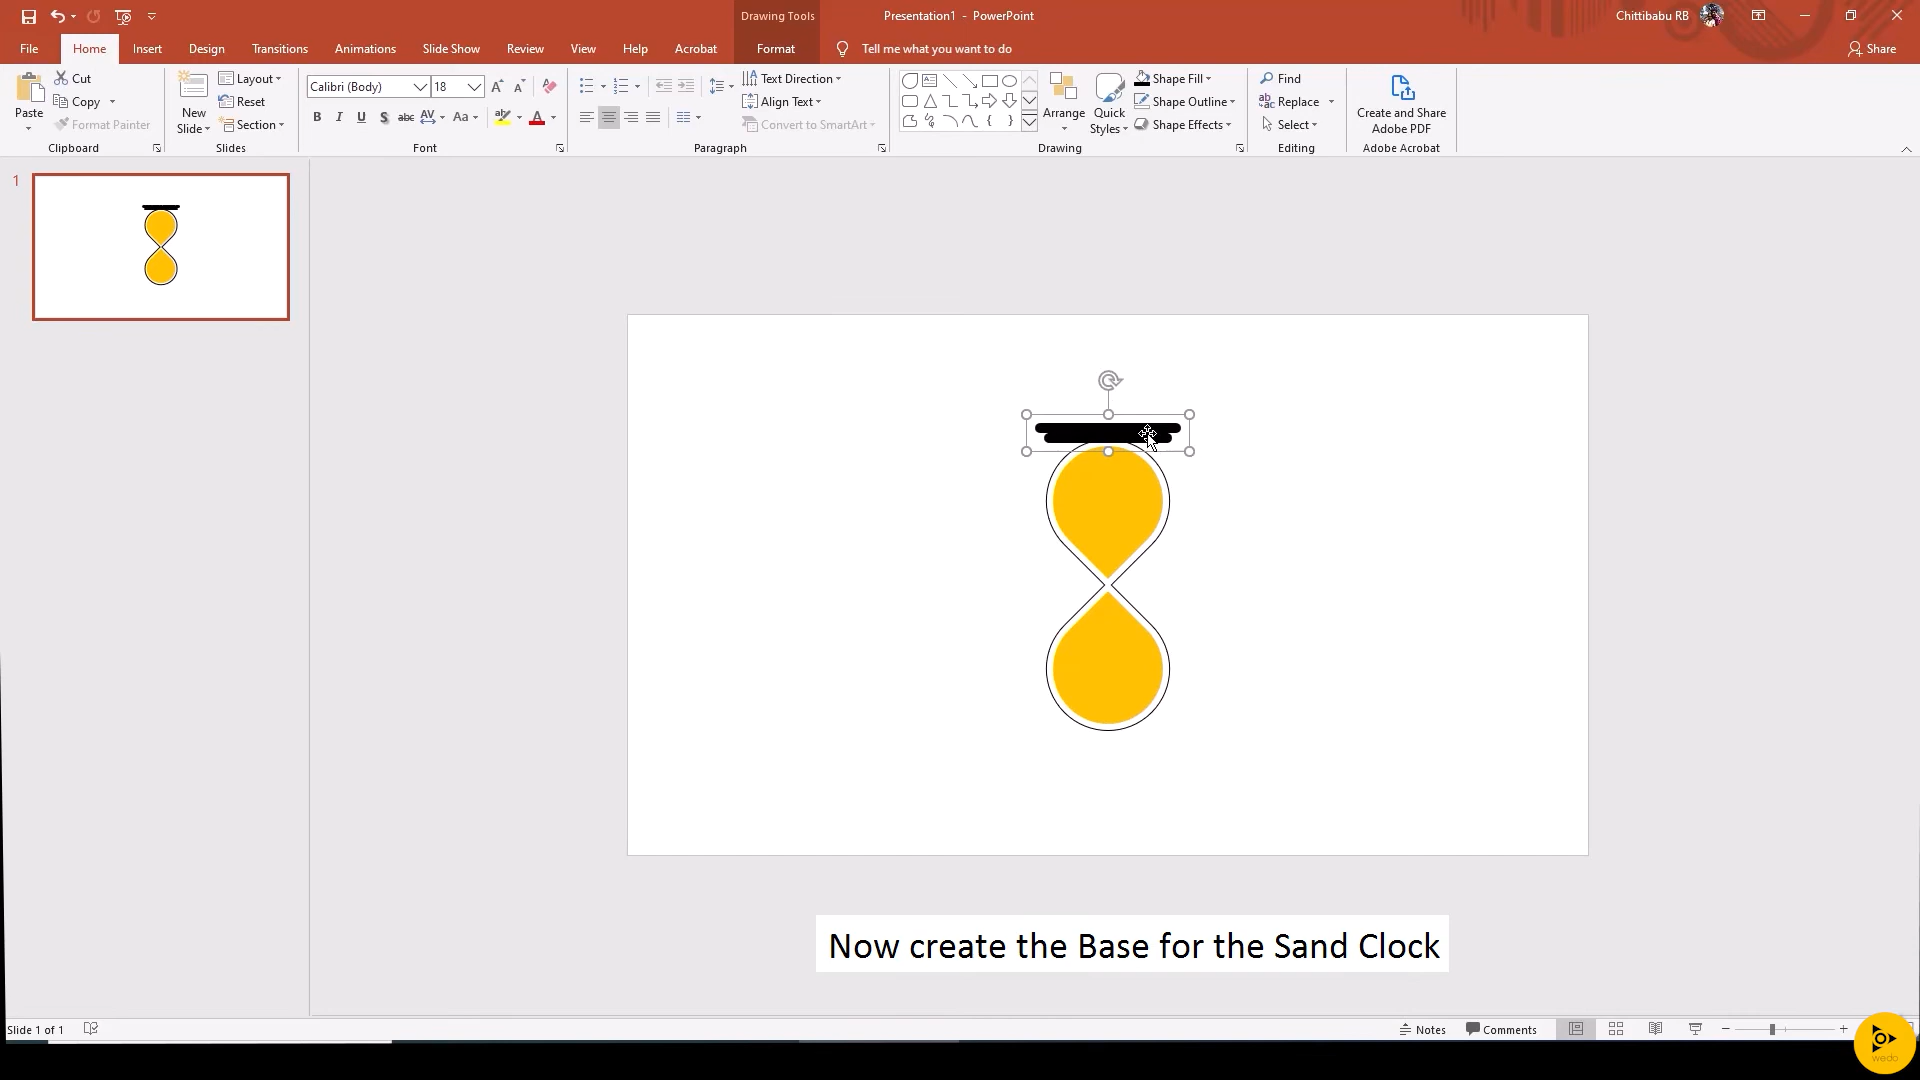 Drawing Tools
Presentation1 - PowerPoint
Chittibabu RB
File Home Insert Design Transitions Animations Slide Show Review View Help Acrobat Format Tell me what you want to do Share
Paste
Cut
Copy
Format Painter
Clipboard
New
Slide
Layout
Reset
Section
Slides
Calibri (Body) 18
B I U S abc AV Aa A
Font
Text Direction
Align Text
Convert to SmartArt
Paragraph
Arrange
Quick
Styles
Shape Fill
Shape Outline
Shape Effects
Drawing
Find
Replace
Select
Editing
Create and Share
Adobe PDF
Adobe Acrobat
1
Now create the Base for the Sand Clock
Slide 1 of 1
Notes Comments
wedo